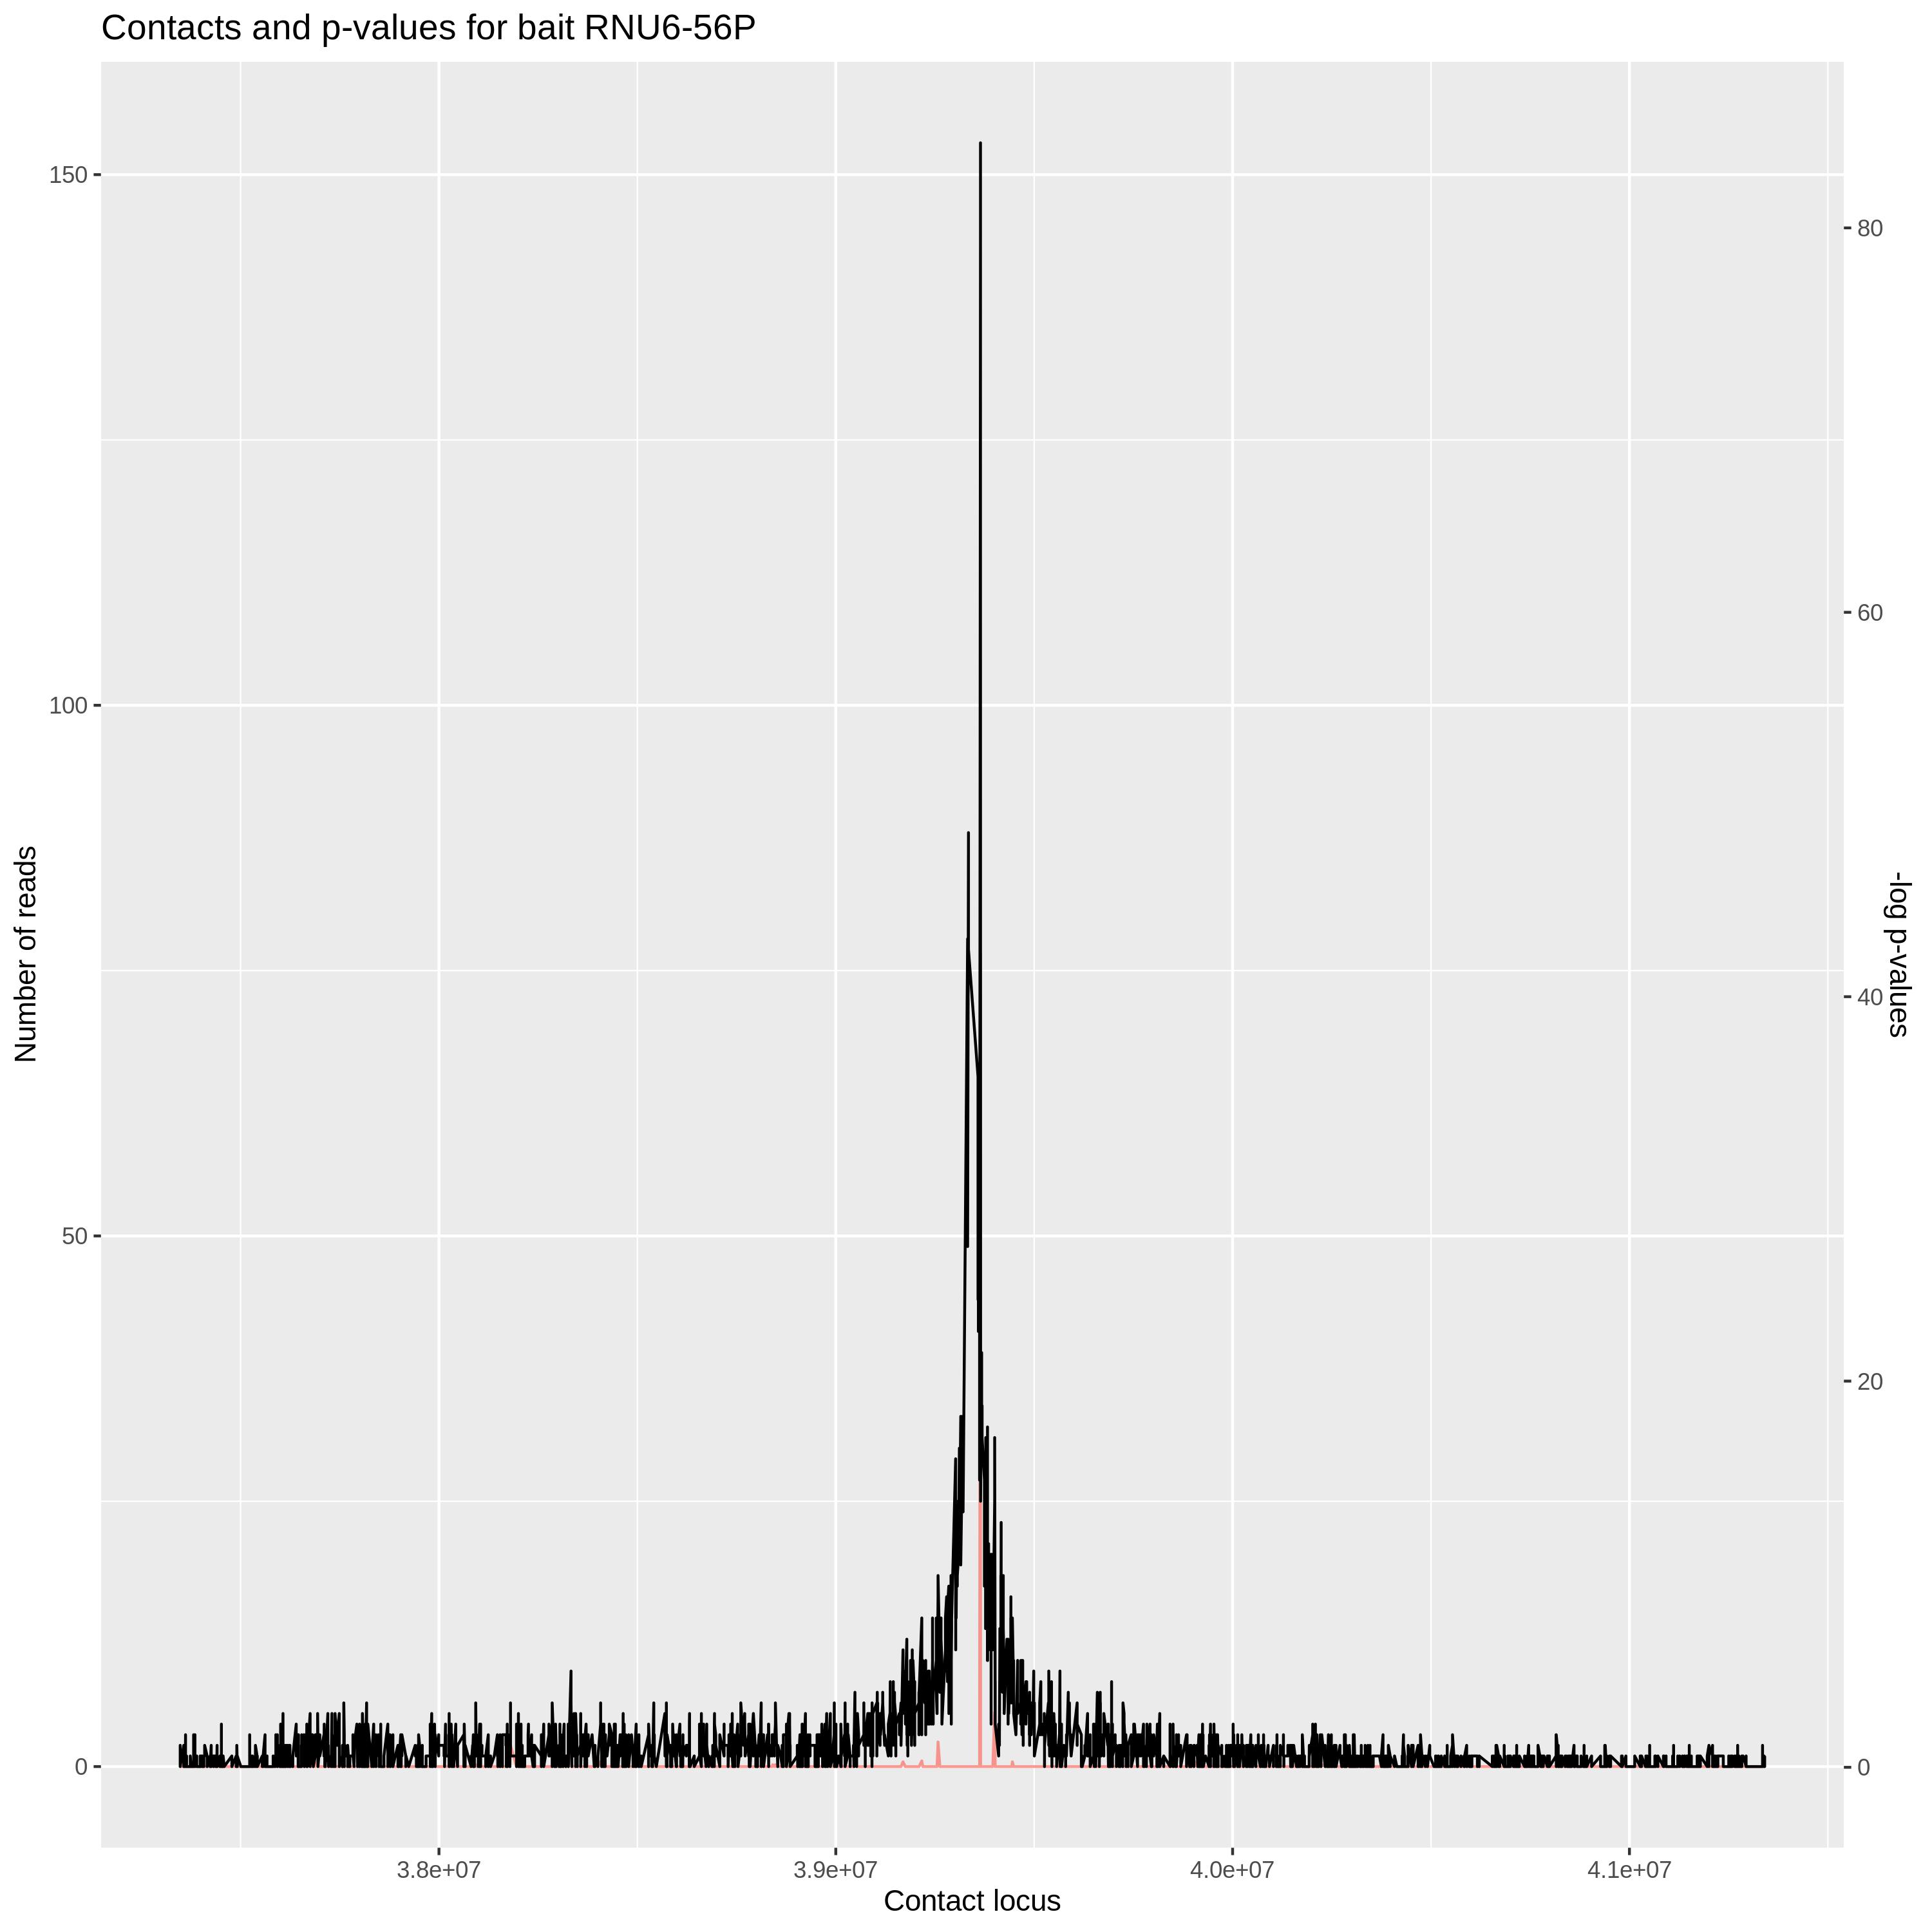 Contacts and p-values for bait RNU6-56P
150
100
50
0
80
60
40
20
0
Number of reads
-log p-values
3.8e+07
3.9e+07
4.0e+07
4.1e+07
Contact locus